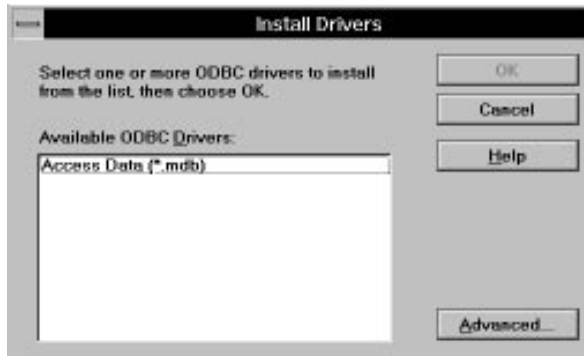 Install Drivers
Select one or more ODBC drivers to install
from the list, then choose OK.
OK
Cancel
Available ODBC Drivers:
Help
Access Data (*.mdb)
Advanced...